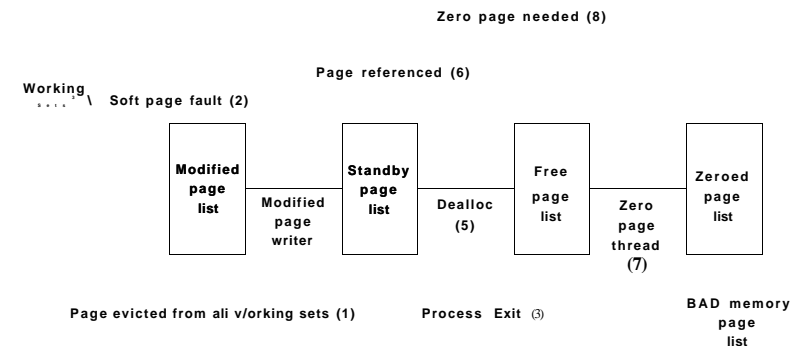 Zero page needed (8)
Page referenced (6)
Working
Soft page fault (2)
Modified
page
list
Modified
page
writer
Standby
page
list
Dealloc
(5)
Free
page
list
Zero
page
thread
(7)
Zeroed
page
list
Page evicted from ali v/orking sets (1)
Process Exit (3)
BAD memory
page
list